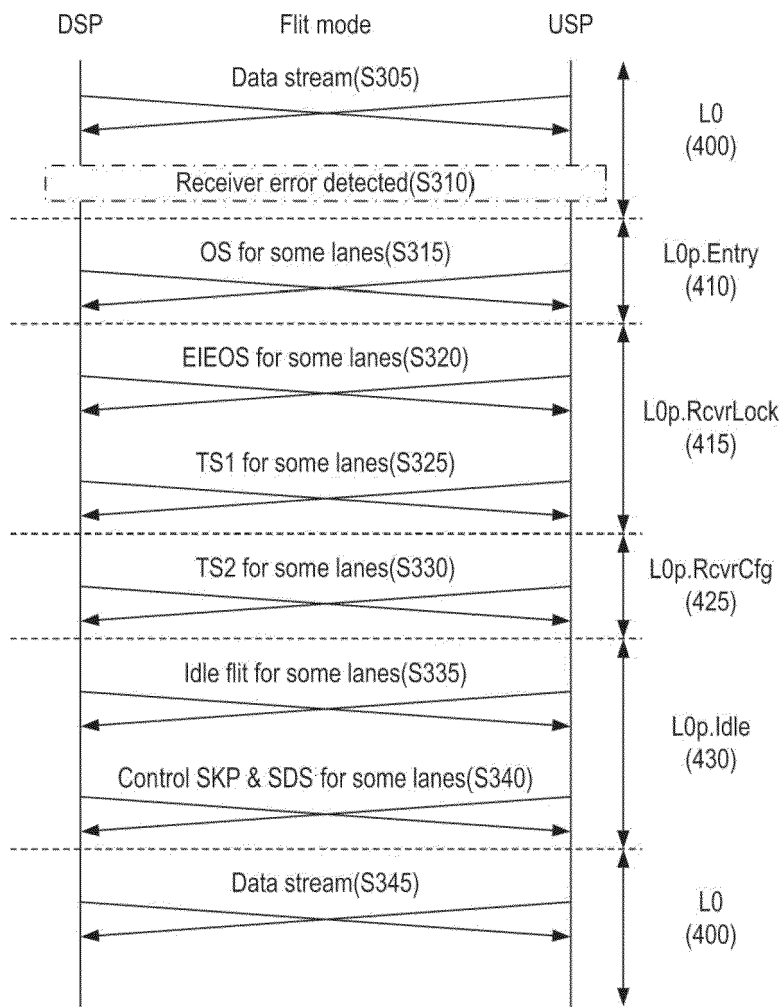 DSP Flit mode USP
Data stream(S305)
L0
(400)
Receiver error detected(S310)
OS for some lanes(S315)
L0p.Entry
(410)
EIEOS for some lanes(S320)
L0p.RcvrLock
(415)
TS1 for some lanes(S325)
TS2 for some lanes(S330)
L0p.RcvrCfg
(425)
Idle flit for some lanes(S335)
L0p.Idle
(430)
Control SKP & SDS for some lanes(S340)
Data stream(S345)
L0
(400)